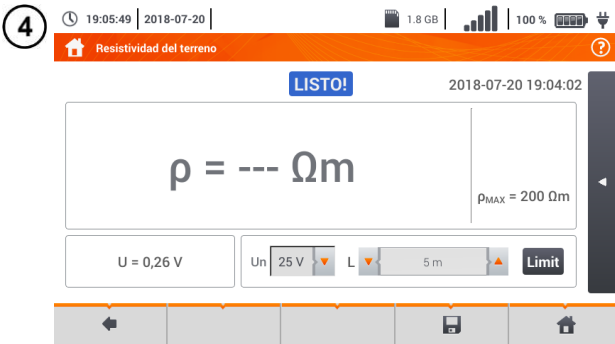 4
19:05:49 2018-07-20 1.8 GB 100 %
Resistividad del terreno ?
LISTO! 2018-07-20 19:04:02
ρ = --- Ωm
ρMAX = 200 Ωm
U = 0,26 V Un 25 V L 5 m Limit